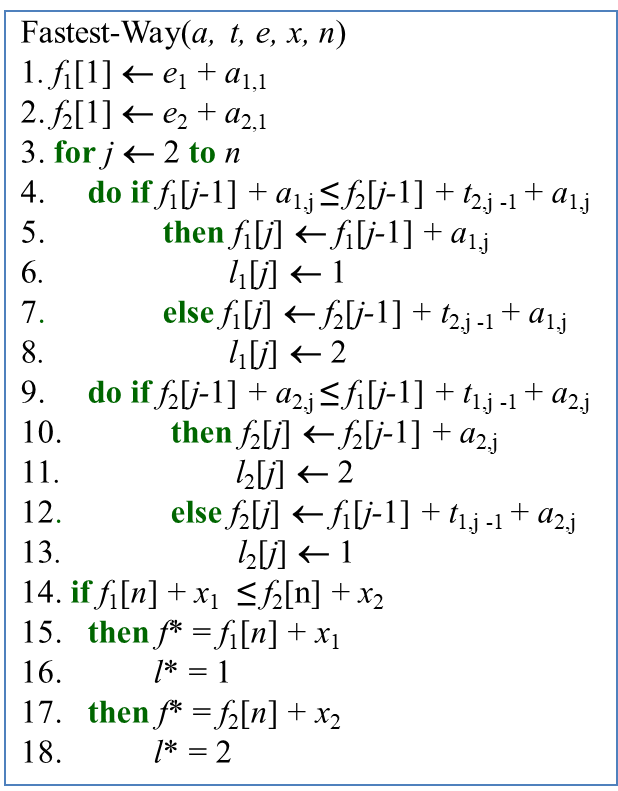 Fastest-Way(a, t, e, x, n)
1. f₁[1] ← e₁ + a₁,₁
2. f₂[1] ← e₂ + a₂,₁
3. for j ← 2 to n
4. do if f₁[j-1] + a₁,ⱼ ≤ f₂[j-1] + t₂,ⱼ -₁ + a₁,ⱼ
5. then f₁[j] ← f₁[j-1] + a₁,ⱼ
6. l₁[j] ← 1
7. else f₁[j] ← f₂[j-1] + t₂,ⱼ -₁ + a₁,ⱼ
8. l₁[j] ← 2
9. do if f₂[j-1] + a₂,ⱼ ≤ f₁[j-1] + t₁,ⱼ -₁ + a₂,ⱼ
10. then f₂[j] ← f₂[j-1] + a₂,ⱼ
11. l₂[j] ← 2
12. else f₂[j] ← f₁[j-1] + t₁,ⱼ -₁ + a₂,ⱼ
13. l₂[j] ← 1
14. if f₁[n] + x₁ ≤ f₂[n] + x₂
15. then f* = f₁[n] + x₁
16. l* = 1
17. then f* = f₂[n] + x₂
18. l* = 2